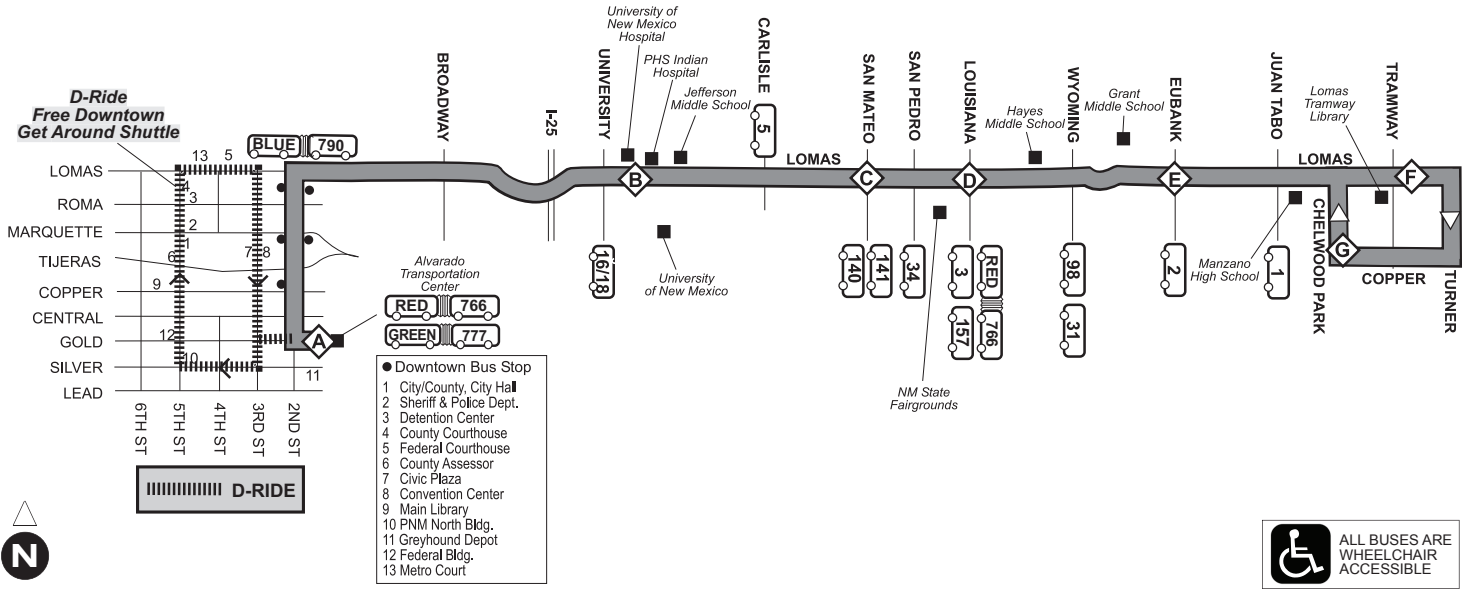 D-Ride
Free Downtown
Get Around Shuttle
BLUE 790
BROADWAY
I-25
UNIVERSITY
University of
New Mexico
Hospital
PHS Indian
Hospital
Jefferson
Middle School
CARLISLE
5
LOMAS
SAN MATEO
SAN PEDRO
LOUISIANA
Hayes
Middle School
WYOMING
Grant
Middle School
EUBANK
JUAN TABO
LOMAS
Lomas
Tramway
Library
TRAMWAY
B
C
D
E
F
G
CHELWOOD PARK
COPPER
TURNER
Manzano
High School
16/18
University
of New Mexico
140
141
34
3
157
RED
766
98
31
2
1
NM State
Fairgrounds
LOMAS
ROMA
MARQUETTE
TIJERAS
COPPER
CENTRAL
GOLD
SILVER
LEAD
13 5
4
3
2
1
6
7 8
9
12
10
11
6TH ST
5TH ST
4TH ST
3RD ST
2ND ST
A
Alvarado
Transportation
Center
RED 766
GREEN 777
Downtown Bus Stop
1 City/County, City Hall
2 Sheriff & Police Dept.
3 Detention Center
4 County Courthouse
5 Federal Courthouse
6 County Assessor
7 Civic Plaza
8 Convention Center
9 Main Library
10 PNM North Bldg.
11 Greyhound Depot
12 Federal Bldg.
13 Metro Court
D-RIDE
N
ALL BUSES ARE
WHEELCHAIR
ACCESSIBLE